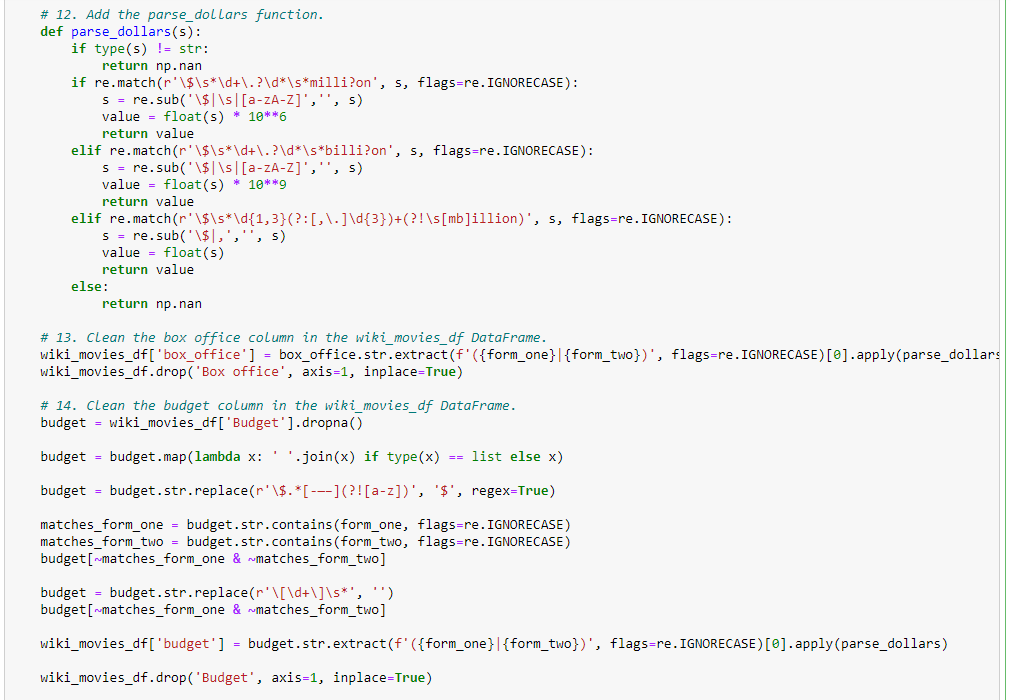 # 12. Add the parse_dollars function.
def parse_dollars(s):
    if type(s) != str:
        return np.nan
    if re.match(r'\$\s*\d+\.?\d*\s*milli?on', s, flags=re.IGNORECASE):
        s = re.sub('\$|\s|[a-zA-Z]','', s)
        value = float(s) * 10**6
        return value
    elif re.match(r'\$\s*\d+\.?\d*\s*billi?on', s, flags=re.IGNORECASE):
        s = re.sub('\$|\s|[a-zA-Z]','', s)
        value = float(s) * 10**9
        return value
    elif re.match(r'\$\s*\d{1,3}(?:[,\.]\d{3})+(?!\s[mb]illion)', s, flags=re.IGNORECASE):
        s = re.sub('\$|,','', s)
        value = float(s)
        return value
    else:
        return np.nan
# 13. Clean the box office column in the wiki_movies_df DataFrame.
wiki_movies_df['box_office'] = box_office.str.extract(f'({form_one}|{form_two})', flags=re.IGNORECASE)[0].apply(parse_dollars
wiki_movies_df.drop('Box office', axis=1, inplace=True)
# 14. Clean the budget column in the wiki_movies_df DataFrame.
budget = wiki_movies_df['Budget'].dropna()
budget = budget.map(lambda x: ' '.join(x) if type(x) == list else x)
budget = budget.str.replace(r'\$.*[-—–](?![a-z])', '$', regex=True)
matches_form_one = budget.str.contains(form_one, flags=re.IGNORECASE)
matches_form_two = budget.str.contains(form_two, flags=re.IGNORECASE)
budget[~matches_form_one & ~matches_form_two]
budget = budget.str.replace(r'\[\d+\]\s*', '')
budget[~matches_form_one & ~matches_form_two]
wiki_movies_df['budget'] = budget.str.extract(f'({form_one}|{form_two})', flags=re.IGNORECASE)[0].apply(parse_dollars)
wiki_movies_df.drop('Budget', axis=1, inplace=True)